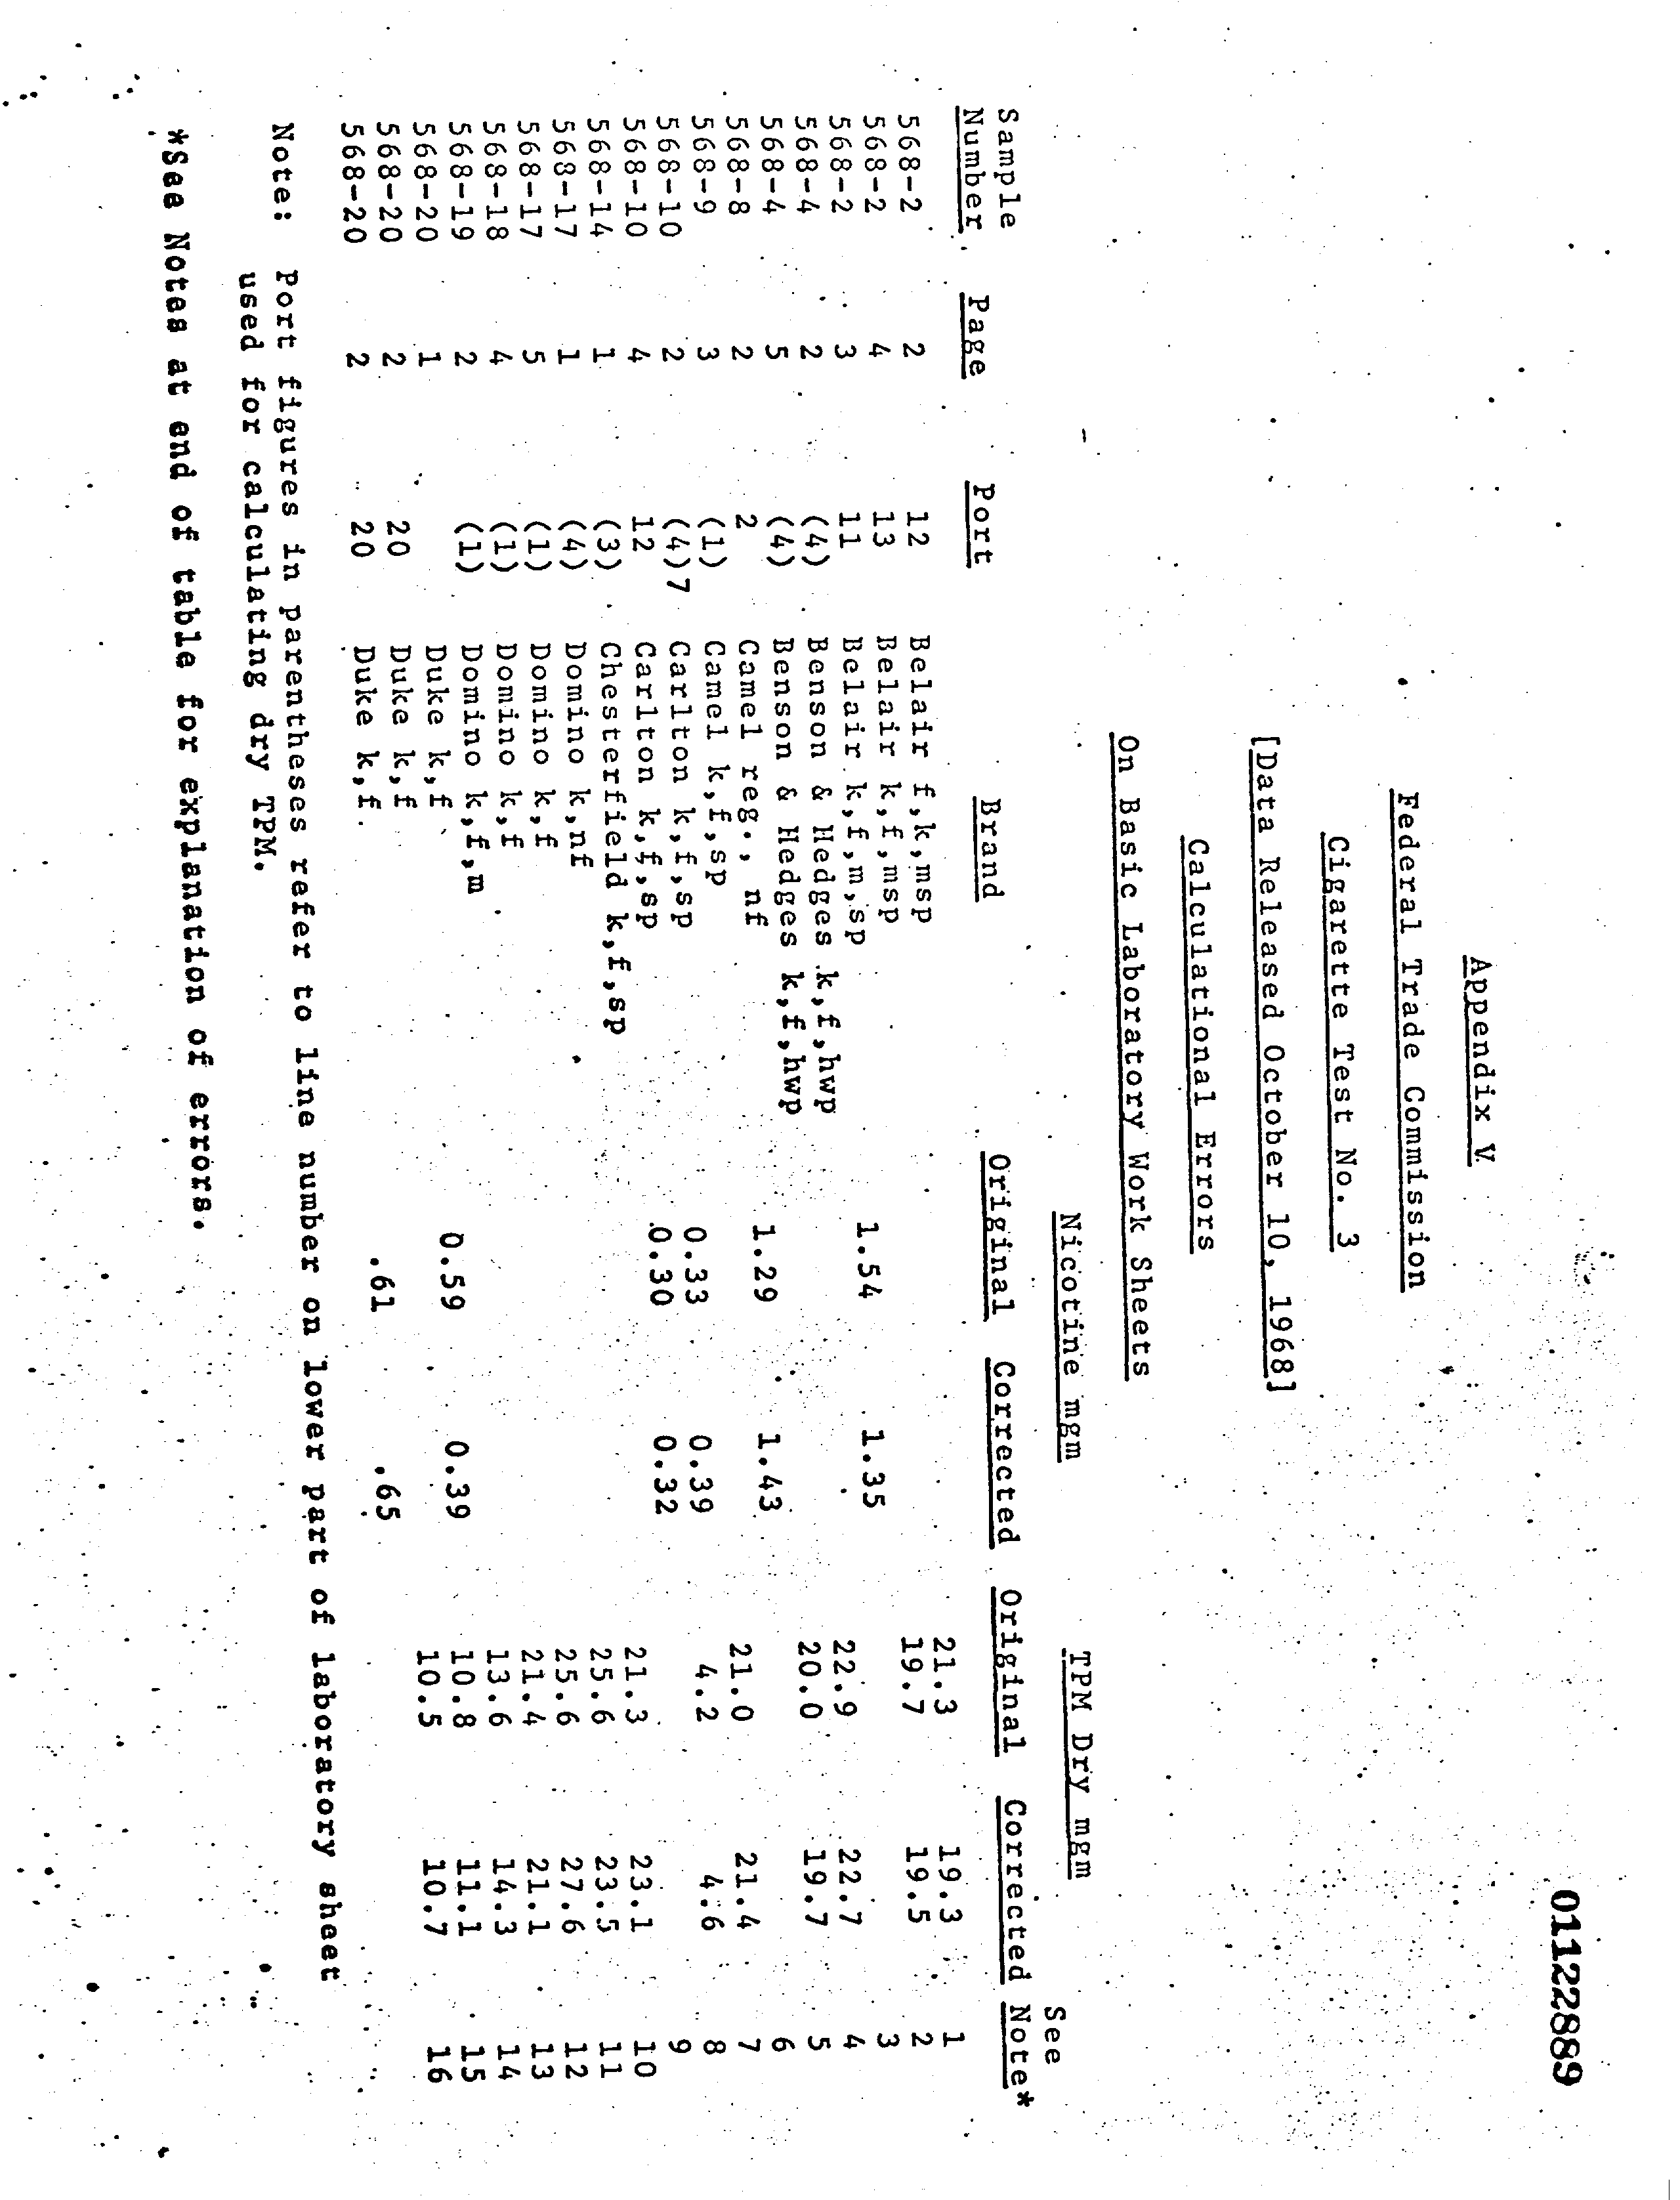 01122889
Appendix V
Federal Trade Commission
Cigarette Test No. 3
[Data Released October 10, 1968]
Calculational Errors
On Basic Laboratory Work Sheets
Nicotine mgm TPM Dry mgm See
Sample
Number Page Port Brand Original Corrected Original Corrected Note*
568-2 2 12 Belair f,k,msp 21.3 19.3 1
568-2 4 13 Belair k,f,msp 19.7 19.5 2
568-2 3 11 Belair k,f,m,sp 1.54 1.35 3
568-4 2 (4) Benson & Hedges k,f,hwp 22.9 22.7 4
568-4 5 (4) Benson & Hedges k,f,hwp 20.0 19.7 5
568-8 2 2 Camel reg., nf 1.29 1.43 6
568-9 3 (1) Camel k,f,sp 21.0 21.4 7
568-10 2 (4)7 Carlton k,f,sp 0.33 0.39 4.2 4.6 8
568-10 4 12 Carlton k,f,sp 0.30 0.32 9
568-14 1 (3) Chesterfield k,f,sp 21.3 23.1 10
568-17 1 (4) Domino k,nf 25.6 23.5 11
568-17 5 (1) Domino k,f 25.6 27.6 12
568-18 4 (1) Domino k,f 21.4 21.1 13
568-19 2 (1) Domino k,f,m 13.6 14.3 14
568-20 1 Duke k,f 0.59 0.39 10.8 11.1 15
568-20 2 20 Duke k,f 10.5 10.7 16
568-20 2 20 Duke k,f .61 .65
Note: Port figures in parentheses refer to line number on lower part of laboratory sheet
used for calculating dry TPM.
*See Notes at end of table for explanation of errors.